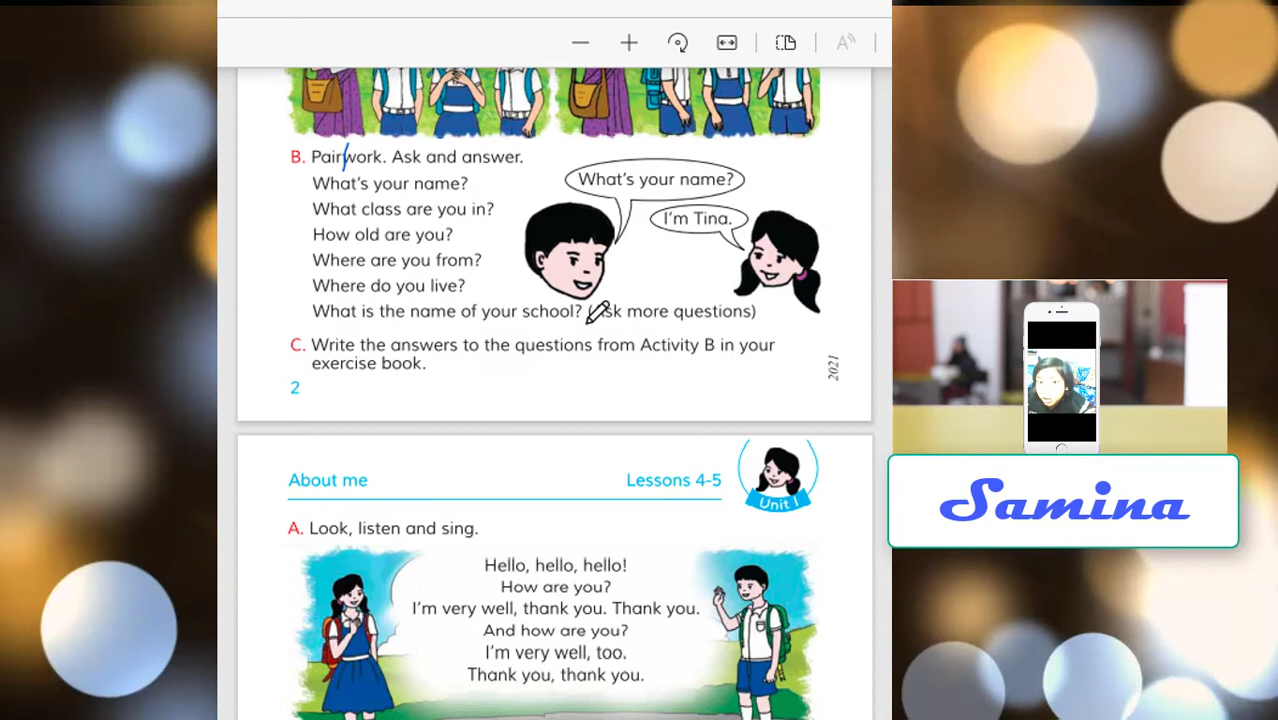 B. Pairwork. Ask and answer.
What's your name?
What class are you in?
How old are you?
Where are you from?
Where do you live?
What is the name of your school? (Ask more questions)
What's your name?
I'm Tina.
C. Write the answers to the questions from Activity B in your
exercise book.
2
2021
About me
Lessons 4-5
Unit 1
A. Look, listen and sing.
Hello, hello, hello!
How are you?
I'm very well, thank you. Thank you.
And how are you?
I'm very well, too.
Thank you, thank you.
Samina